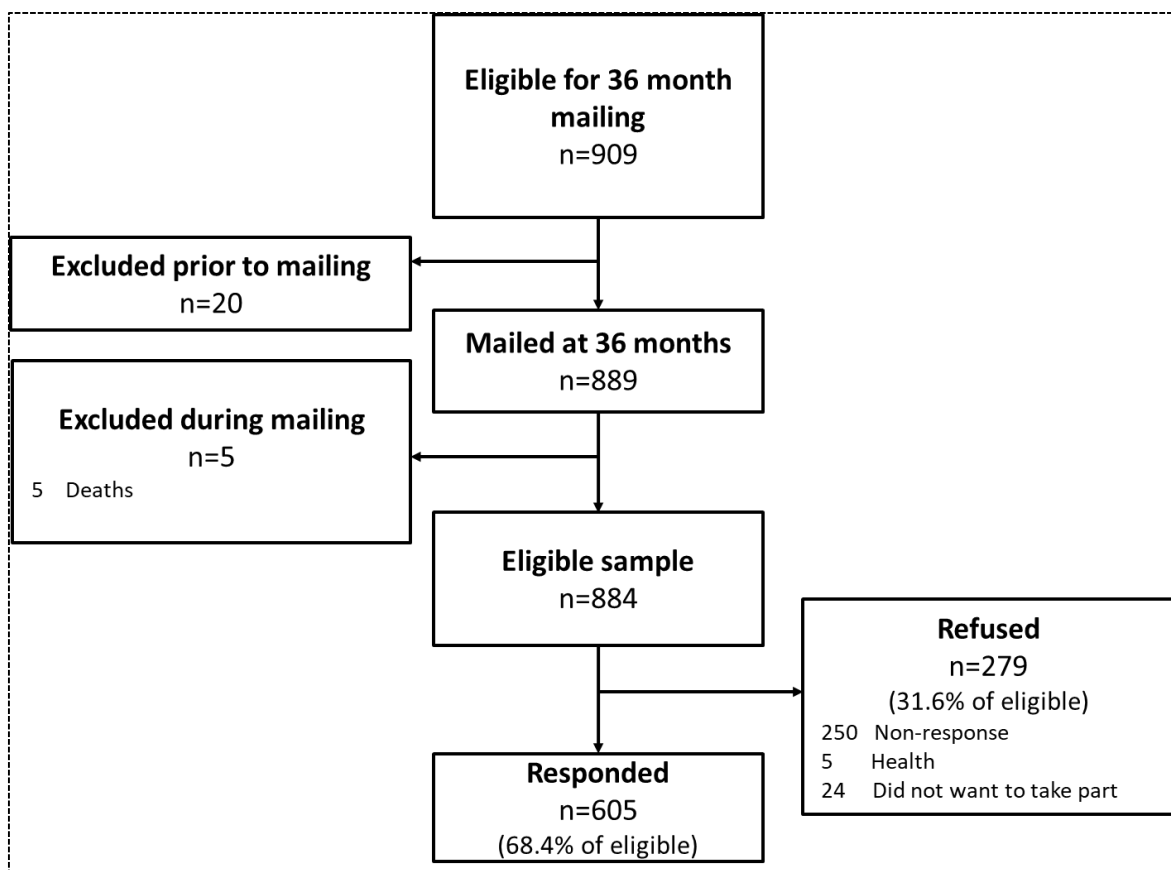 Eligible for 36 month
mailing
n=909
Excluded prior to mailing
n=20
Mailed at 36 months
n=889
Excluded during mailing
n=5
5 Deaths
Eligible sample
n=884
Refused
n=279
(31.6% of eligible)
250 Non-response
5 Health
24 Did not want to take part
Responded
n=605
(68.4% of eligible)